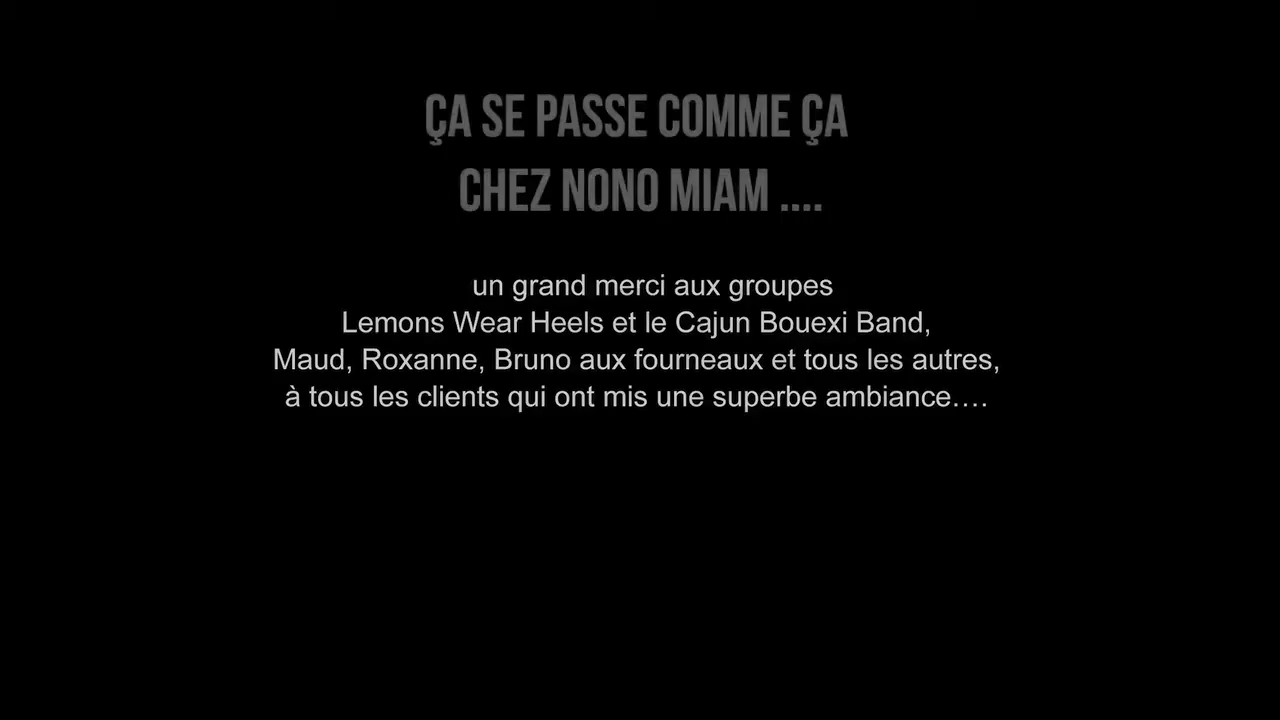 ÇA SE PASSE COMME ÇA
CHEZ NONO MIAM ....
un grand merci aux groupes
Lemons Wear Heels et le Cajun Bouexi Band,
Maud, Roxanne, Bruno aux fourneaux et tous les autres,
à tous les clients qui ont mis une superbe ambiance….